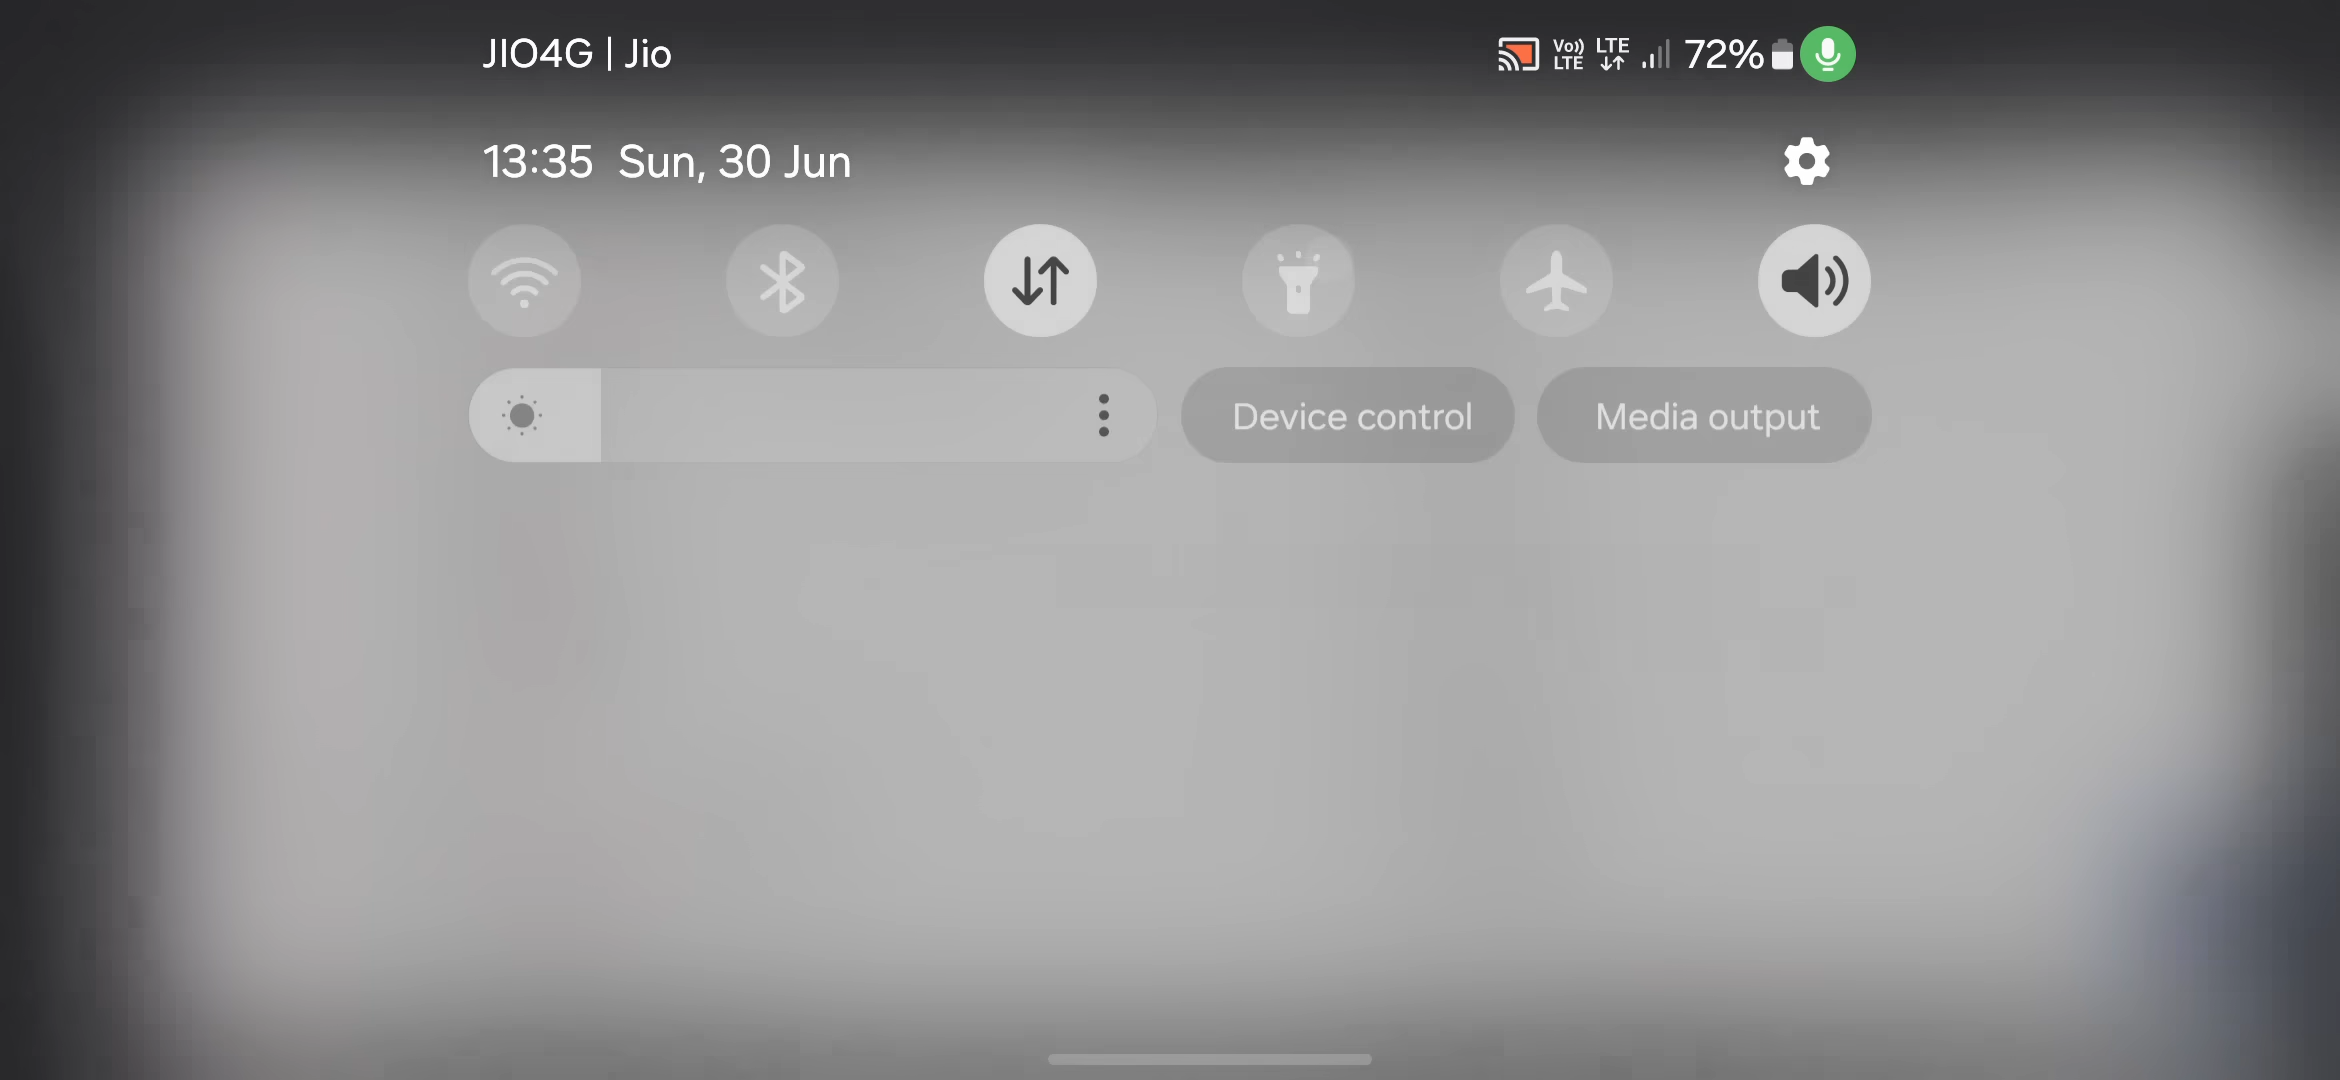 JIO4G | Jio
Vo)) LTE LTE 72%
13:35 Sun, 30 Jun
Device control
Media output